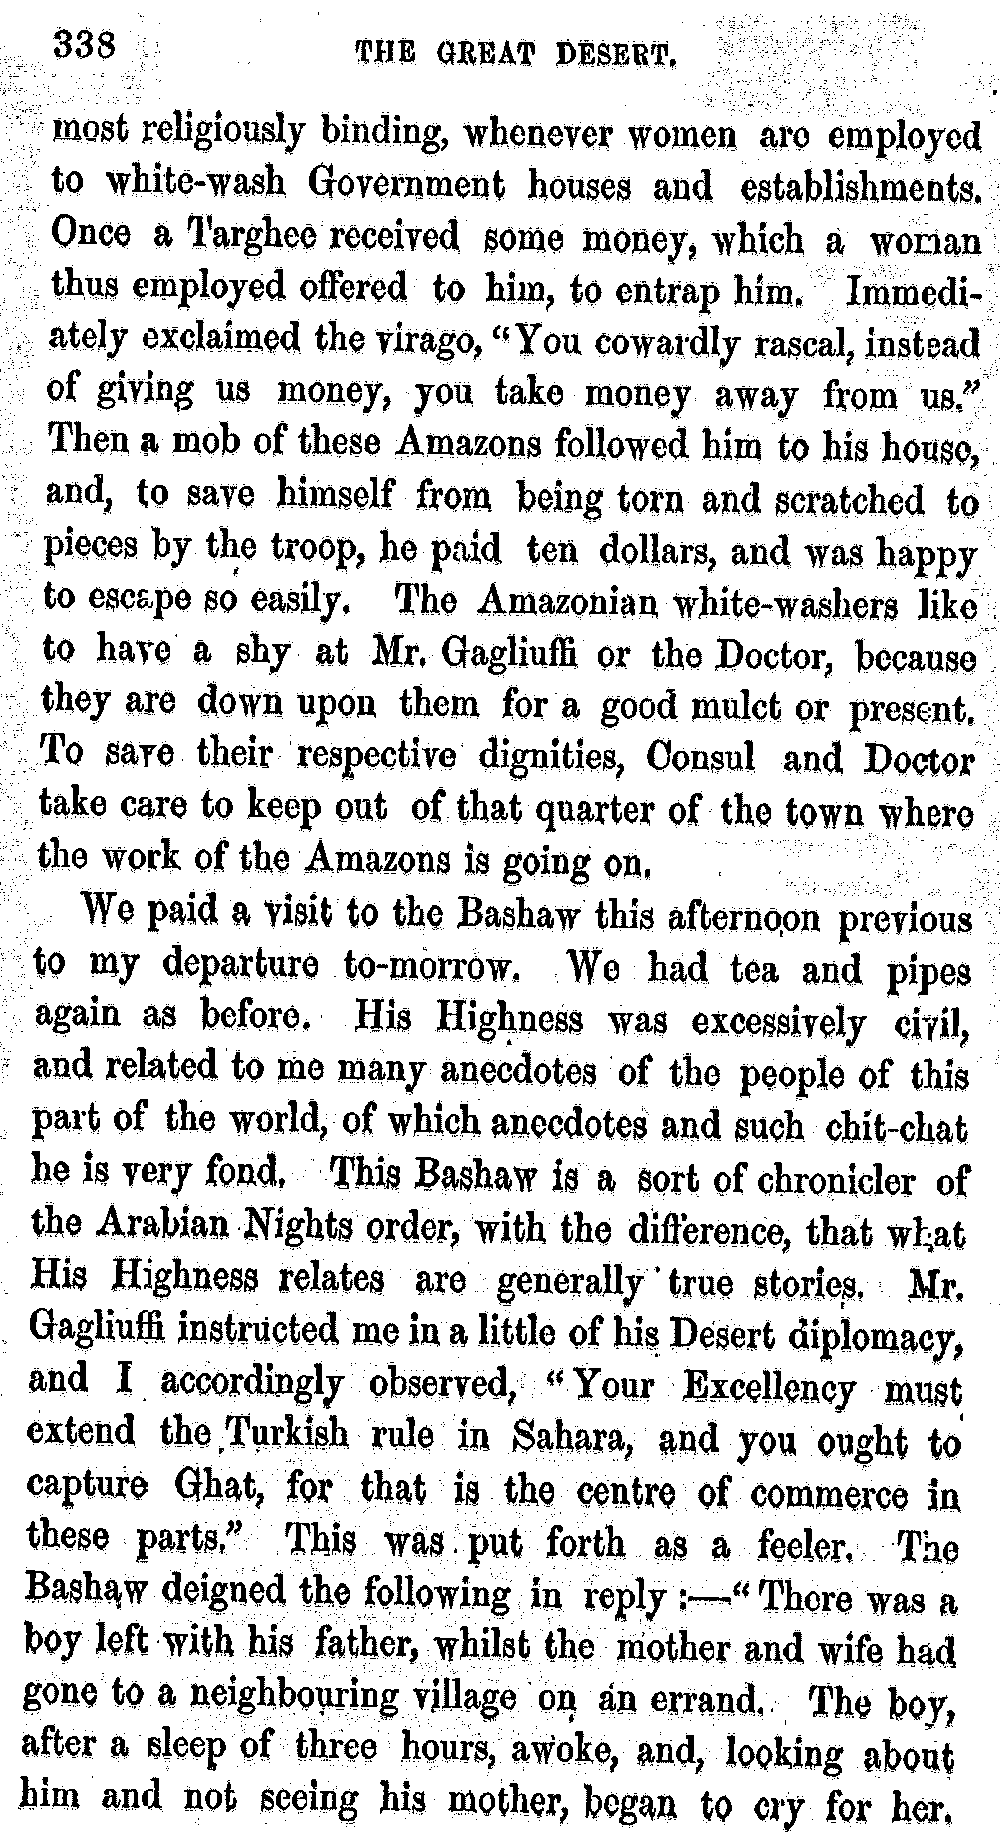 338 THE GREAT DESERT.
most religiously binding, whenever women are employed
to white-wash Government houses and establishments.
Once a Targhee received some money, which a woman
thus employed offered to him, to entrap him. Immedi-
ately exclaimed the virago, “You cowardly rascal, instead
of giving us money, you take money away from us.”
Then a mob of these Amazons followed him to his house,
and, to save himself from being torn and scratched to
pieces by the troop, he paid ten dollars, and was happy
to escape so easily. The Amazonian white-washers like
to have a shy at Mr. Gagliuffi or the Doctor, because
they are down upon them for a good mulct or present.
To save their respective dignities, Consul and Doctor
take care to keep out of that quarter of the town where
the work of the Amazons is going on.
We paid a visit to the Bashaw this afternoon previous
to my departure to-morrow. We had tea and pipes
again as before. His Highness was excessively civil,
and related to me many anecdotes of the people of this
part of the world, of which anecdotes and such chit-chat
he is very fond. This Bashaw is a sort of chronicler of
the Arabian Nights order, with the difference, that what
His Highness relates are generally true stories. Mr.
Gagliuffi instructed me in a little of his Desert diplomacy,
and I accordingly observed, “Your Excellency must
extend the Turkish rule in Sahara, and you ought to
capture Ghat, for that is the centre of commerce in
these parts.” This was put forth as a feeler. The
Bashaw deigned the following in reply :—“There was a
boy left with his father, whilst the mother and wife had
gone to a neighbouring village on an errand. The boy,
after a sleep of three hours, awoke, and, looking about
him and not seeing his mother, began to cry for her.